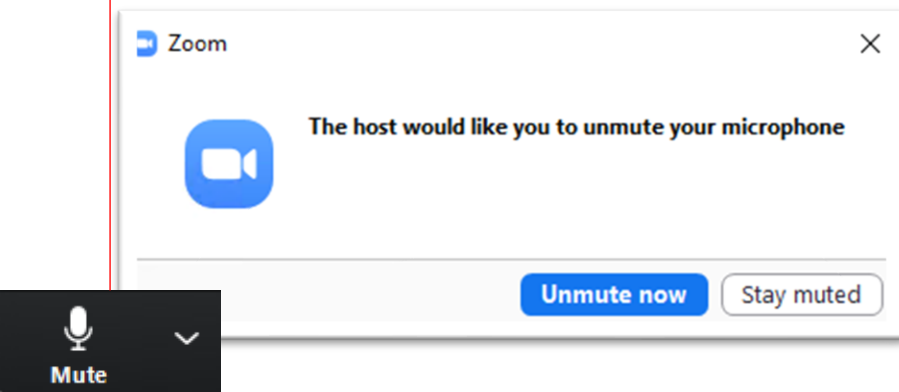 Zoom
The host would like you to unmute your microphone
Unmute now
Stay muted
Mute